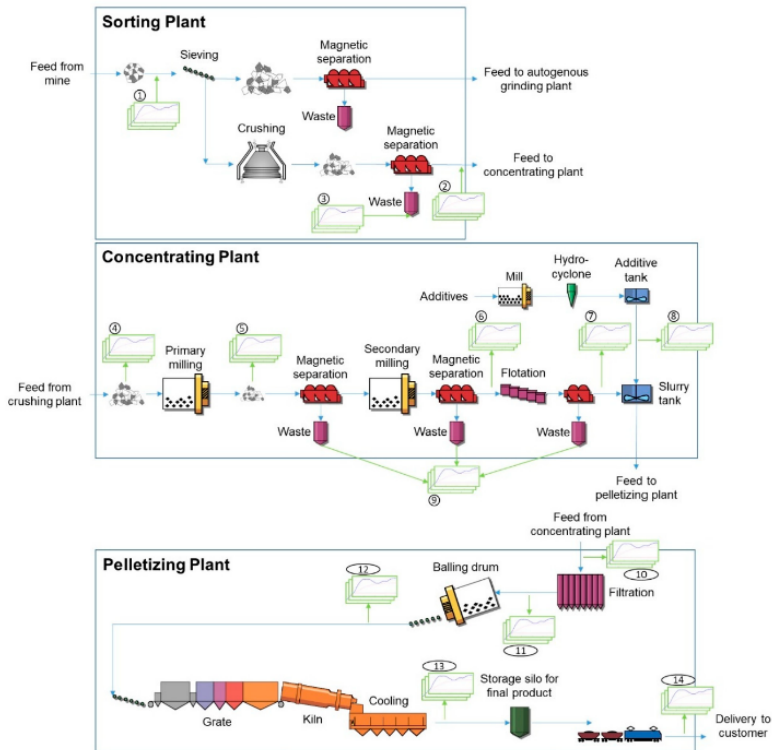 Sorting Plant
Feed from
mine
Sieving
Magnetic
separation
Feed to autogenous
grinding plant
①
Waste
Crushing
Magnetic
separation
Feed to
concentrating plant
③
Waste
②
Concentrating Plant
Mill
Hydro-
cyclone
Additive
tank
Additives
④
⑤
⑥
⑦
⑧
Primary
milling
Magnetic
separation
Secondary
milling
Magnetic
separation
Flotation
Feed from
crushing plant
Slurry
tank
Waste
Waste
Waste
⑨
Feed to
pelletizing plant
Feed from
concentrating plant
Pelletizing Plant
12
Balling drum
10
Filtration
11
13
Storage silo for
final product
14
Cooling
Kiln
Grate
Delivery to
customer